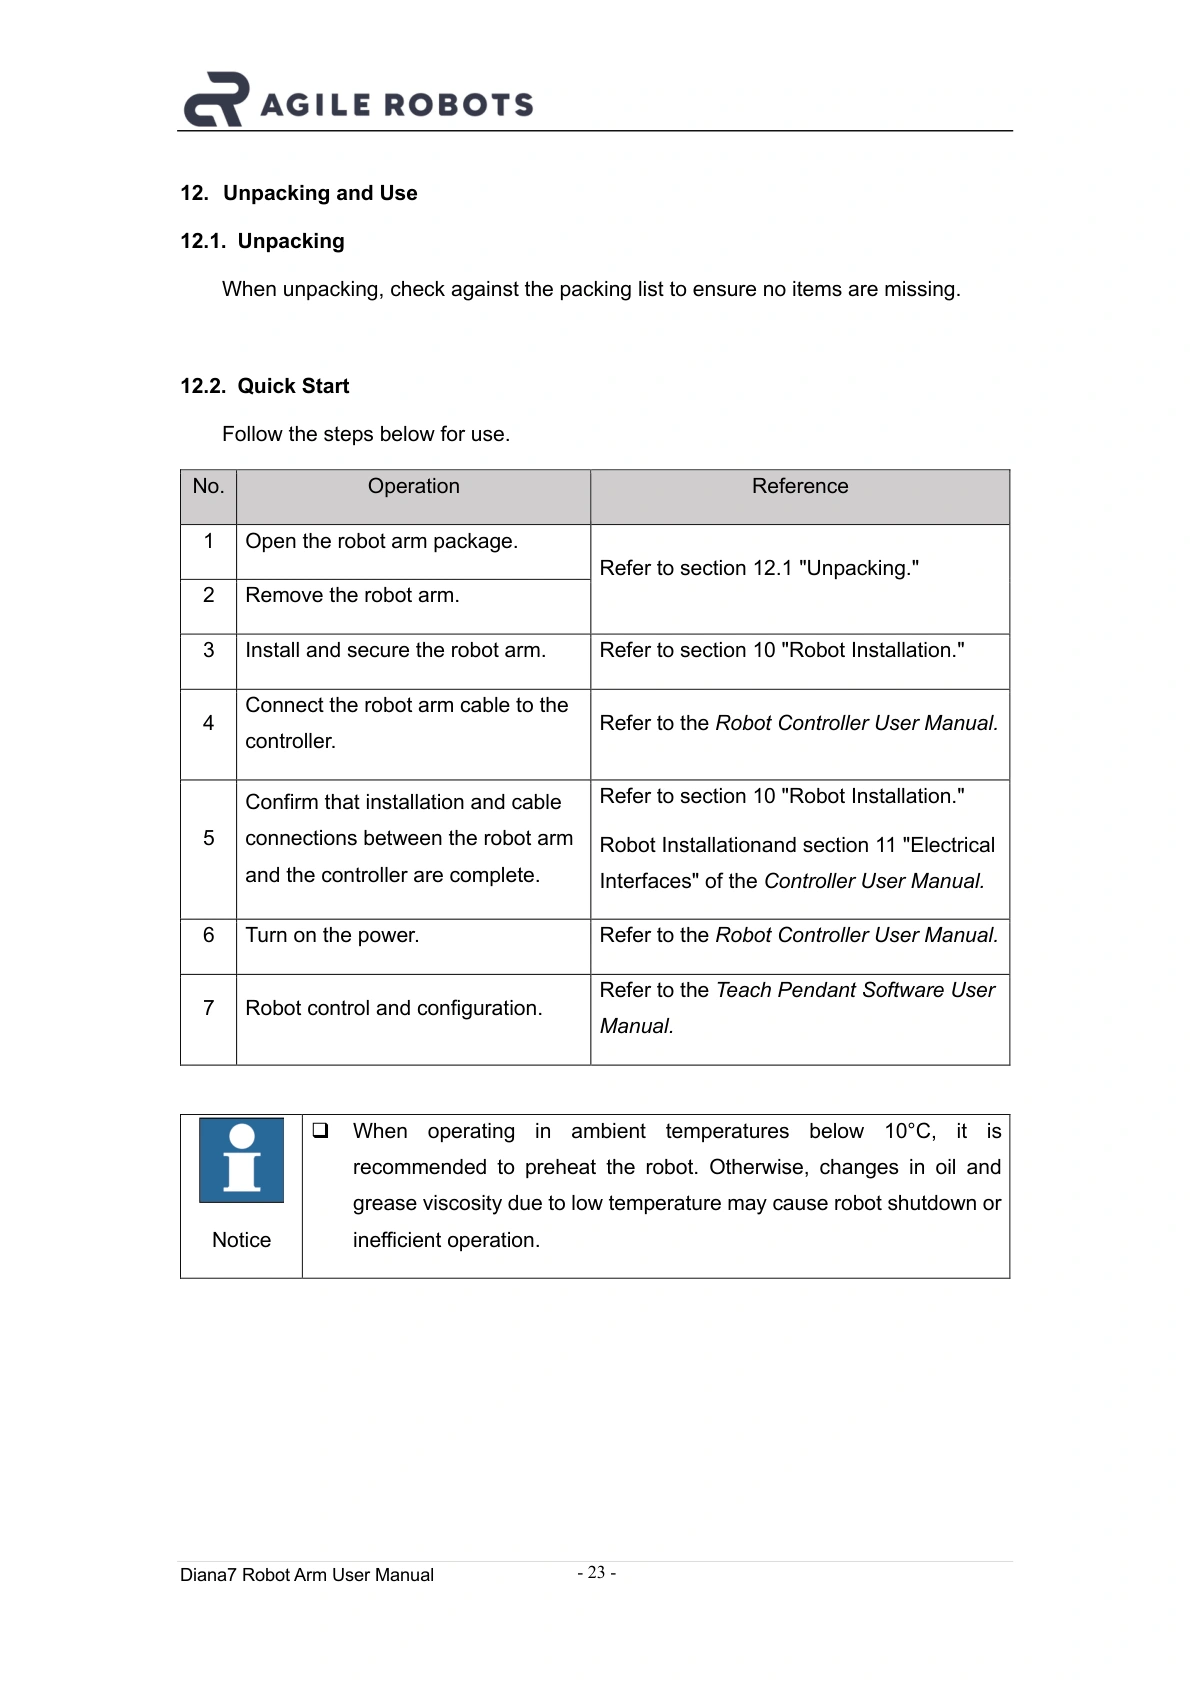 AGILE ROBOTS
12. Unpacking and Use
12.1. Unpacking
When unpacking, check against the packing list to ensure no items are missing.
12.2. Quick Start
Follow the steps below for use.
No. Operation Reference
1 Open the robot arm package.
Refer to section 12.1 "Unpacking."
2 Remove the robot arm.
3 Install and secure the robot arm. Refer to section 10 "Robot Installation."
4 Connect the robot arm cable to the
controller.
Refer to the Robot Controller User Manual.
5 Confirm that installation and cable
connections between the robot arm
and the controller are complete.
Refer to section 10 "Robot Installation."
Robot Installationand section 11 "Electrical
Interfaces" of the Controller User Manual.
6 Turn on the power. Refer to the Robot Controller User Manual.
7 Robot control and configuration.
Refer to the Teach Pendant Software User
Manual.
Notice
❑ When operating in ambient temperatures below 10°C, it is
recommended to preheat the robot. Otherwise, changes in oil and
grease viscosity due to low temperature may cause robot shutdown or
inefficient operation.
Diana7 Robot Arm User Manual - 23 -